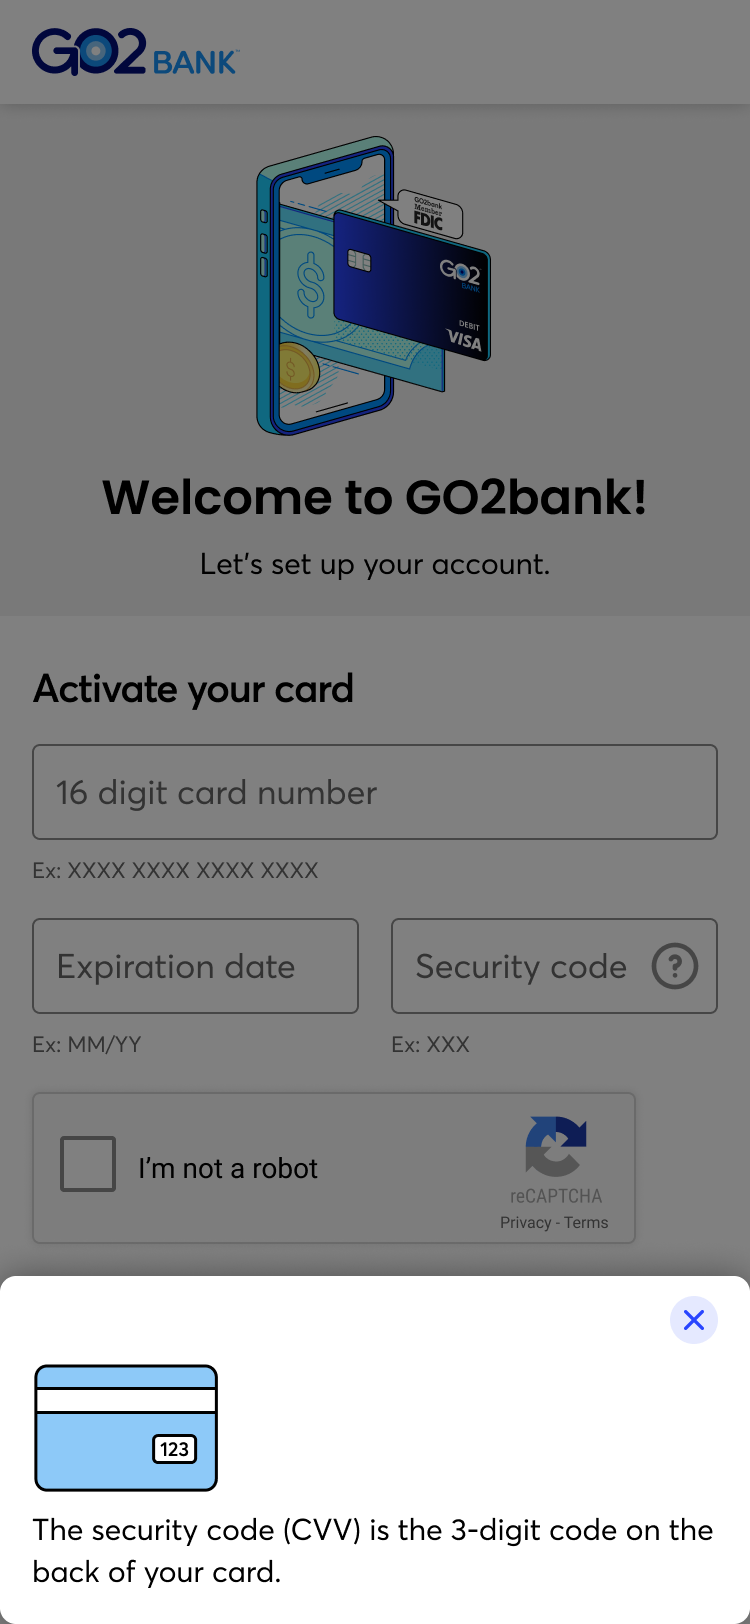 GO2 BANK™
GO2bank
Member
FDIC
GO2
BANK
DEBIT
VISA
Welcome to GO2bank!
Let's set up your account.
Activate your card
16 digit card number
Ex: XXXX XXXX XXXX XXXX
Expiration date
Security code ?
Ex: MM/YY
Ex: XXX
I'm not a robot
reCAPTCHA
Privacy - Terms
123
The security code (CVV) is the 3-digit code on the
back of your card.